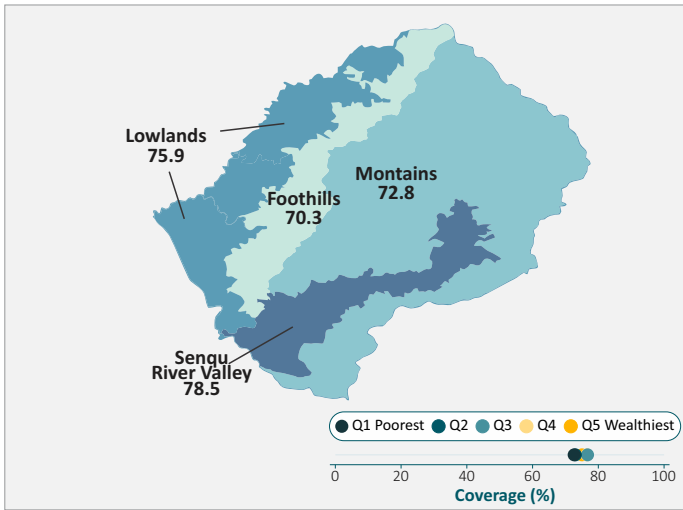 Lowlands
75.9
Foothills
70.3
Montains
72.8
Senqu
River Valley
78.5
Q1 Poorest Q2 Q3 Q4 Q5 Wealthiest
0 20 40 60 80 100
Coverage (%)